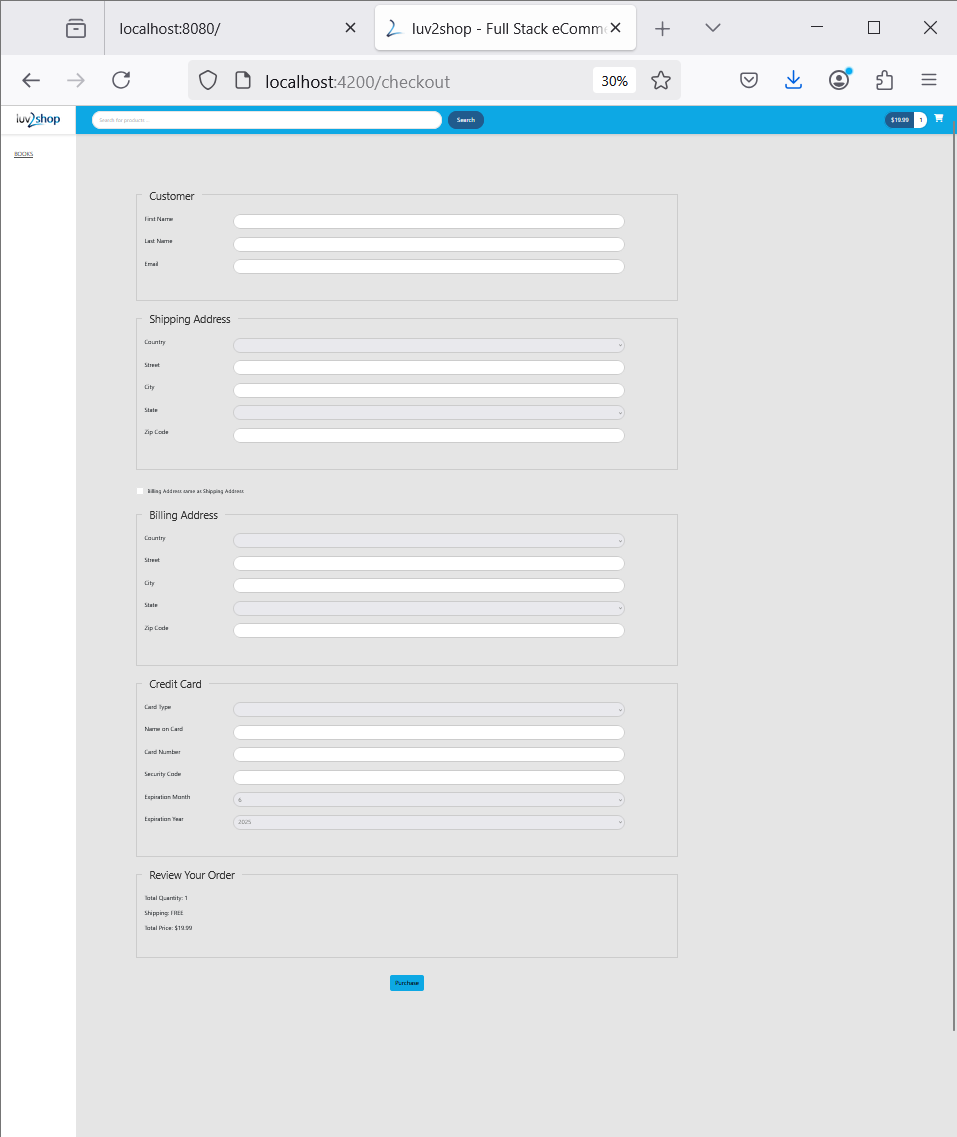 localhost:8080/
luv2shop - Full Stack eComm
localhost:4200/checkout
30%
luv2shop
Search for products ...
Search
$19.99
1
BOOKS
Customer
First Name
Last Name
Email
Shipping Address
Country
Street
City
State
Zip Code
Billing Address same as Shipping Address
Billing Address
Country
Street
City
State
Zip Code
Credit Card
Card Type
Name on Card
Card Number
Security Code
Expiration Month
6
Expiration Year
2025
Review Your Order
Total Quantity: 1
Shipping: FREE
Total Price: $19.99
Purchase